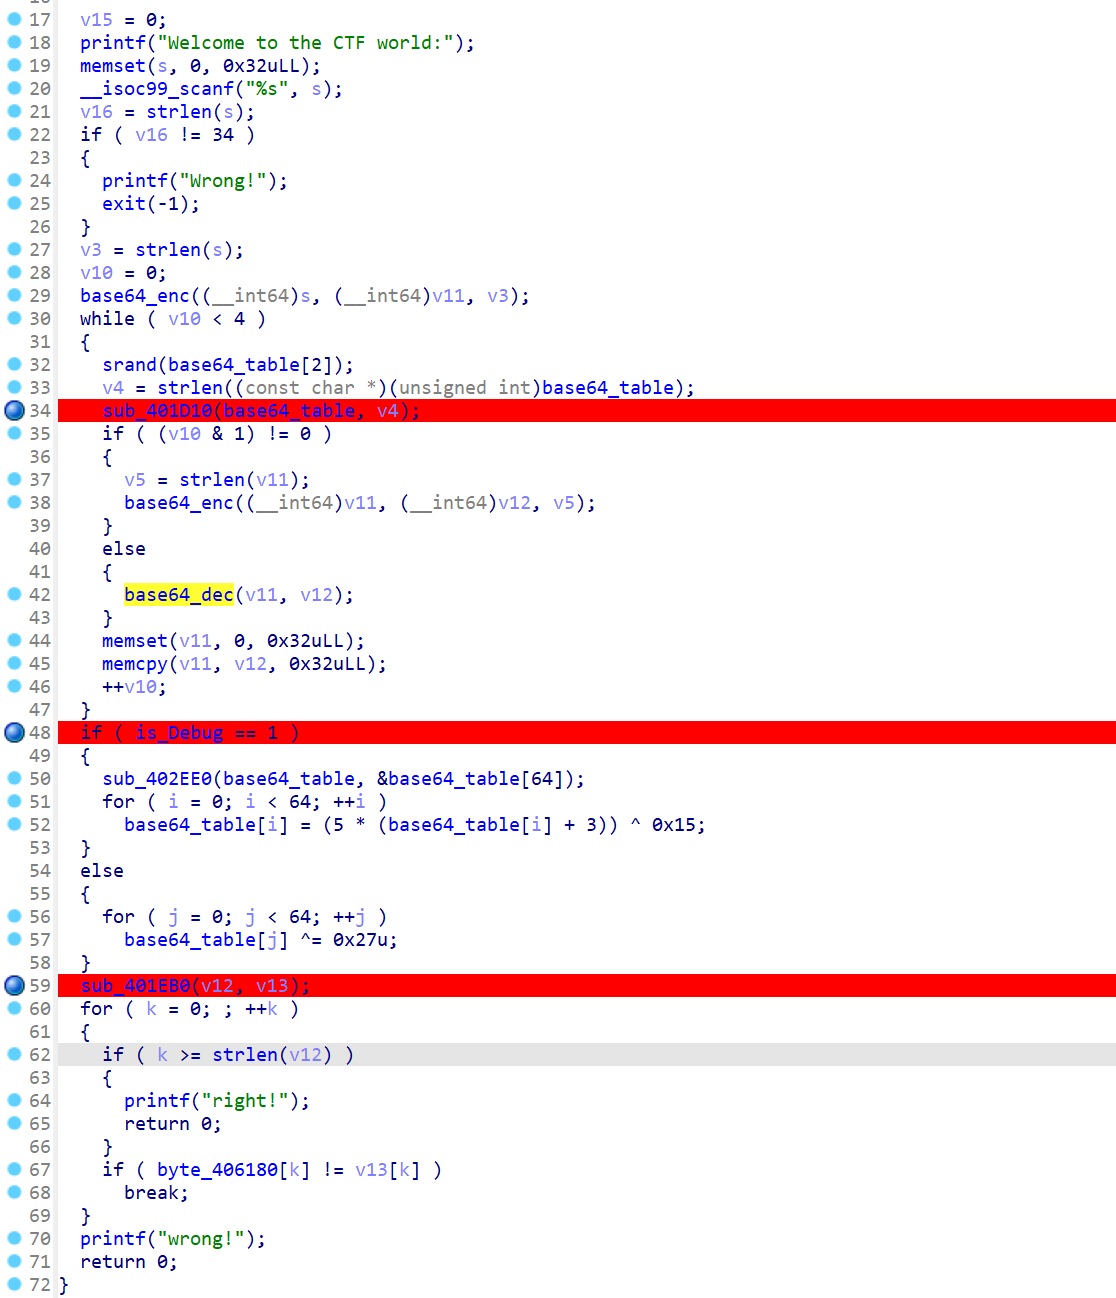 17 v15 = 0;
18 printf("Welcome to the CTF world:");
19 memset(s, 0, 0x32uLL);
20 __isoc99_scanf("%s", s);
21 v16 = strlen(s);
22 if ( v16 != 34 )
23 {
24 printf("Wrong!");
25 exit(-1);
26 }
27 v3 = strlen(s);
28 v10 = 0;
29 base64_enc((__int64)s, (__int64)v11, v3);
30 while ( v10 < 4 )
31 {
32 srand(base64_table[2]);
33 v4 = strlen((const char *)(unsigned int)base64_table);
34 sub_401D10(base64_table, v4);
35 if ( (v10 & 1) != 0 )
36 {
37 v5 = strlen(v11);
38 base64_enc((__int64)v11, (__int64)v12, v5);
39 }
40 else
41 {
42 base64_dec(v11, v12);
43 }
44 memset(v11, 0, 0x32uLL);
45 memcpy(v11, v12, 0x32uLL);
46 ++v10;
47 }
48 if ( is_Debug == 1 )
49 {
50 sub_402EE0(base64_table, &base64_table[64]);
51 for ( i = 0; i < 64; ++i )
52 base64_table[i] = (5 * (base64_table[i] + 3)) ^ 0x15;
53 }
54 else
55 {
56 for ( j = 0; j < 64; ++j )
57 base64_table[j] ^= 0x27u;
58 }
59 sub_401EB0(v12, v13);
60 for ( k = 0; ; ++k )
61 {
62 if ( k >= strlen(v12) )
63 {
64 printf("right!");
65 return 0;
66 }
67 if ( byte_406180[k] != v13[k] )
68 break;
69 }
70 printf("wrong!");
71 return 0;
72 }